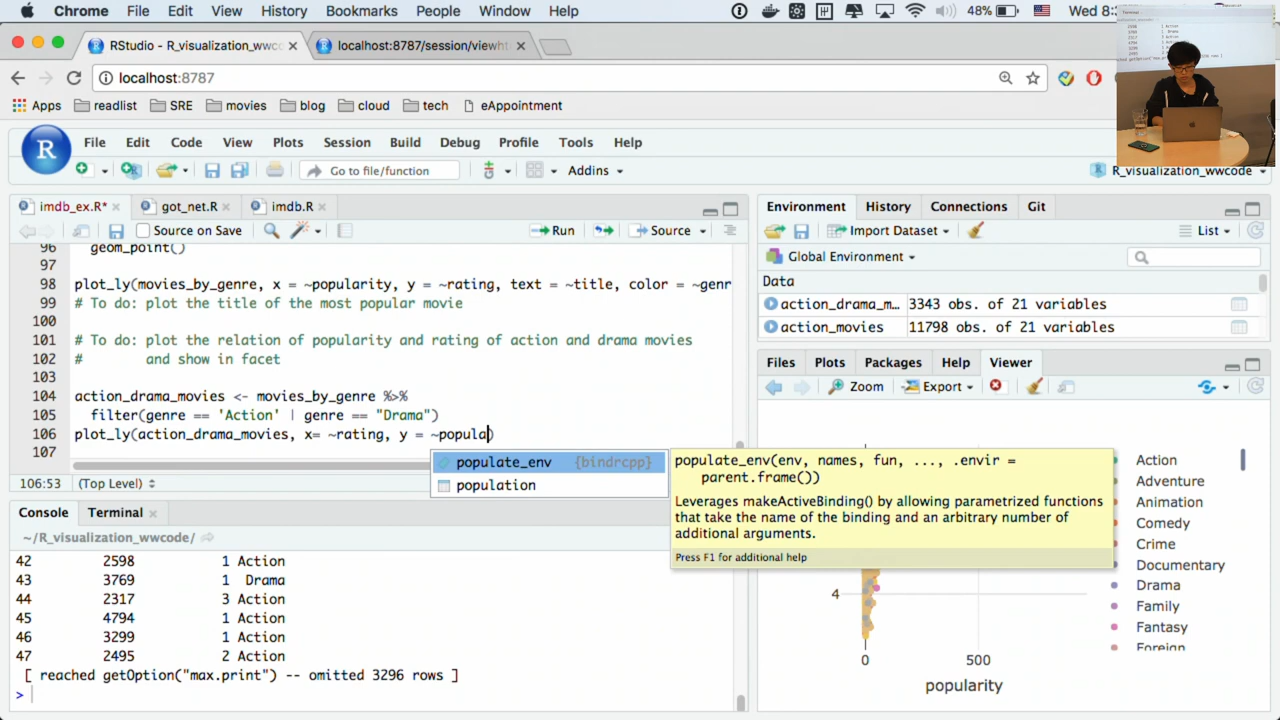 Chrome File Edit View History Bookmarks People Window Help 48% Wed 8:
RStudio - R_visualization_wwc
localhost:8787/session/viewht
localhost:8787
Apps readlist SRE movies blog cloud tech eAppointment
R File Edit Code View Plots Session Build Debug Profile Tools Help
Go to file/function Addins R_visualization_wwcode
imdb_ex.R* got_net.R imdb.R
Source on Save Run Source
96 geom_point()
97
98 plot_ly(movies_by_genre, x = ~popularity, y = ~rating, text = ~title, color = ~genr
99 # To do: plot the title of the most popular movie
100
101 # To do: plot the relation of popularity and rating of action and drama movies
102 # and show in facet
103
104 action_drama_movies <- movies_by_genre %>%
105 filter(genre == 'Action' | genre == "Drama")
106 plot_ly(action_drama_movies, x= ~rating, y = ~popula)
107
populate_env {bindrcpp}
population
populate_env(env, names, fun, ..., .envir =
parent.frame())
Leverages makeActiveBinding() by allowing parametrized functions
that take the name of the binding and an arbitrary number of
additional arguments.
Press F1 for additional help
106:53 (Top Level)
Console Terminal
~/R_visualization_wwcode/
42 2598 1 Action
43 3769 1 Drama
44 2317 3 Action
45 4794 1 Action
46 3299 1 Action
47 2495 2 Action
[ reached getOption("max.print") -- omitted 3296 rows ]
>
Environment History Connections Git
Import Dataset List
Global Environment
Data
action_drama_m... 3343 obs. of 21 variables
action_movies 11798 obs. of 21 variables
Files Plots Packages Help Viewer
Zoom Export
Action
Adventure
Animation
Comedy
Crime
Documentary
Drama
Family
Fantasy
Foreign
4
0 500
popularity